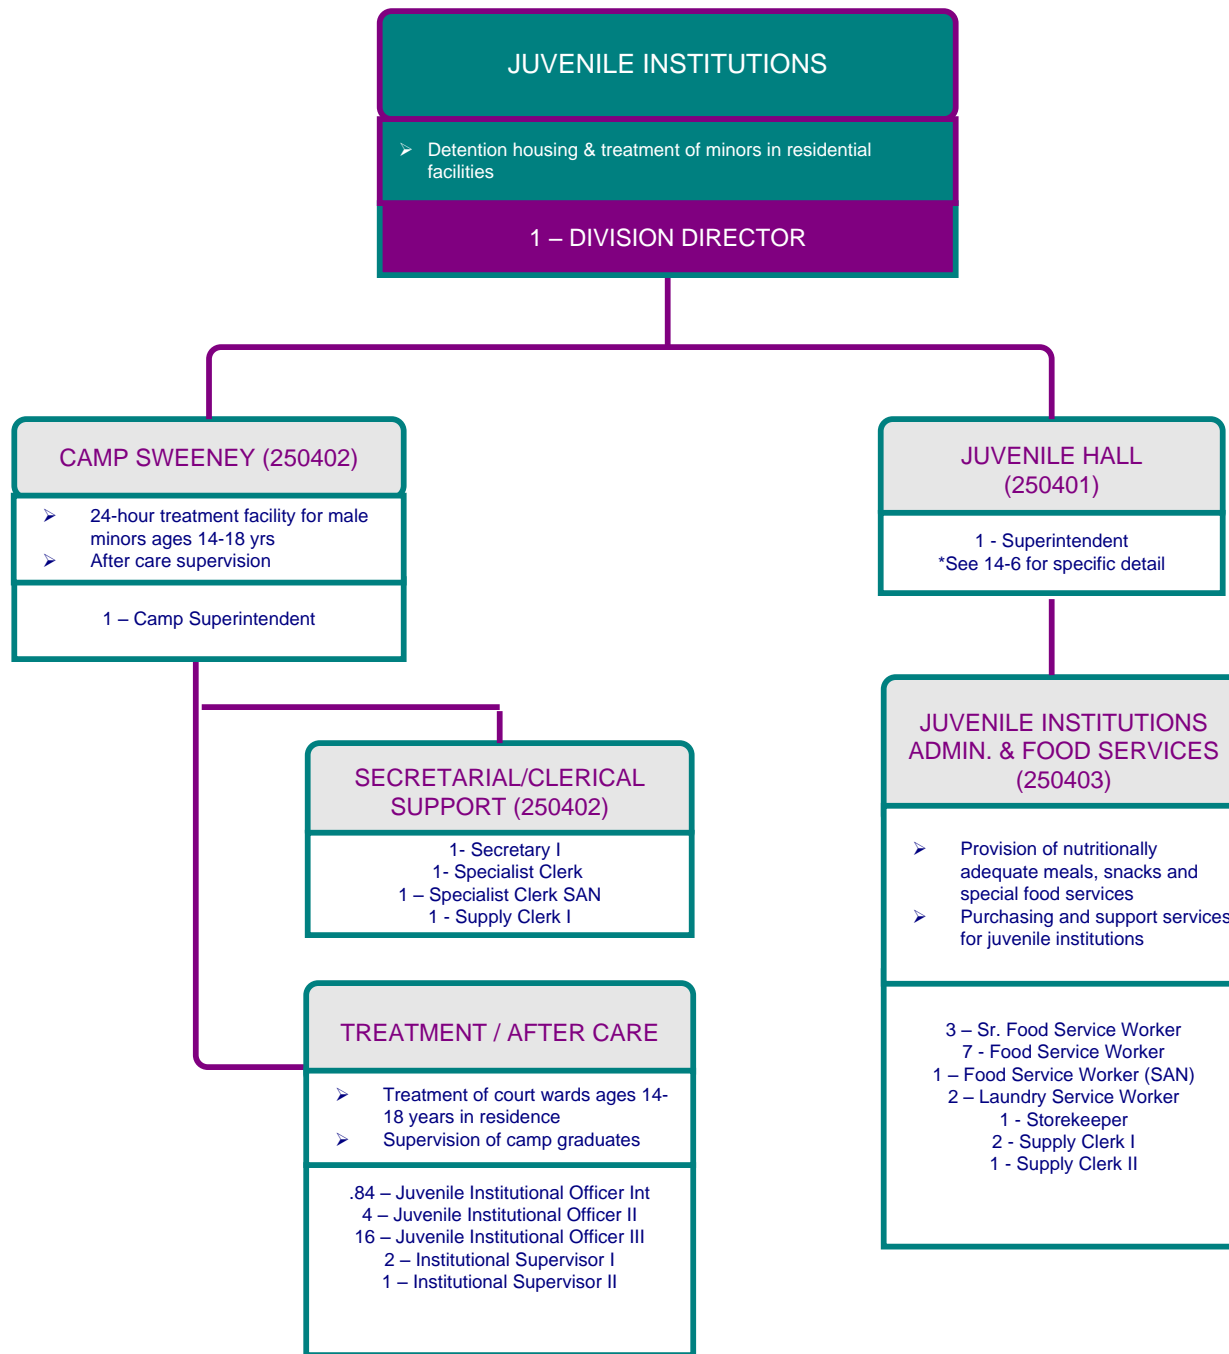 JUVENILE INSTITUTIONS
➢ Detention housing & treatment of minors in residential
facilities
1 – DIVISION DIRECTOR
CAMP SWEENEY (250402)
➢ 24-hour treatment facility for male
minors ages 14-18 yrs
➢ After care supervision
1 – Camp Superintendent
JUVENILE HALL
(250401)
1 - Superintendent
*See 14-6 for specific detail
SECRETARIAL/CLERICAL
SUPPORT (250402)
1- Secretary I
1- Specialist Clerk
1 – Specialist Clerk SAN
1 - Supply Clerk I
TREATMENT / AFTER CARE
➢ Treatment of court wards ages 14-
18 years in residence
➢ Supervision of camp graduates
.84 – Juvenile Institutional Officer Int
4 – Juvenile Institutional Officer II
16 – Juvenile Institutional Officer III
2 – Institutional Supervisor I
1 – Institutional Supervisor II
JUVENILE INSTITUTIONS
ADMIN. & FOOD SERVICES
(250403)
➢ Provision of nutritionally
adequate meals, snacks and
special food services
➢ Purchasing and support services
for juvenile institutions
3 – Sr. Food Service Worker
7 - Food Service Worker
1 – Food Service Worker (SAN)
2 – Laundry Service Worker
1 - Storekeeper
2 - Supply Clerk I
1 - Supply Clerk II